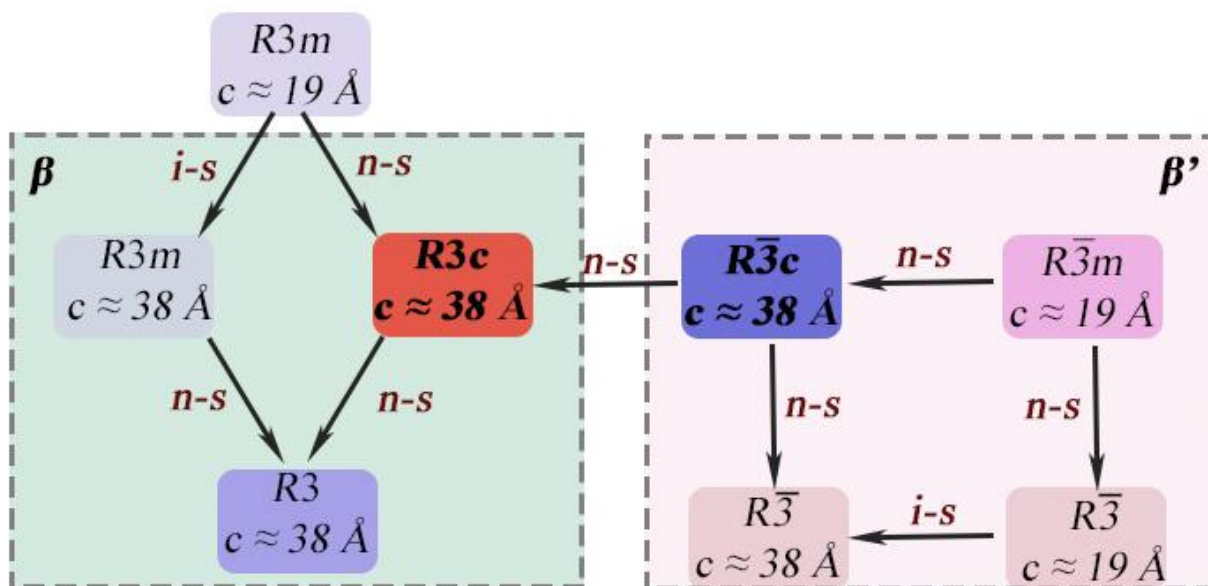 R3m
c ≈ 19 Å
β
i-s
n-s
R3m
c ≈ 38 Å
R3c
c ≈ 38 Å
n-s
n-s
R3
c ≈ 38 Å
n-s
β’
R3̅c
c ≈ 38 Å
n-s
R3̅m
c ≈ 19 Å
n-s
n-s
R3̅
c ≈ 38 Å
i-s
R3̅
c ≈ 19 Å